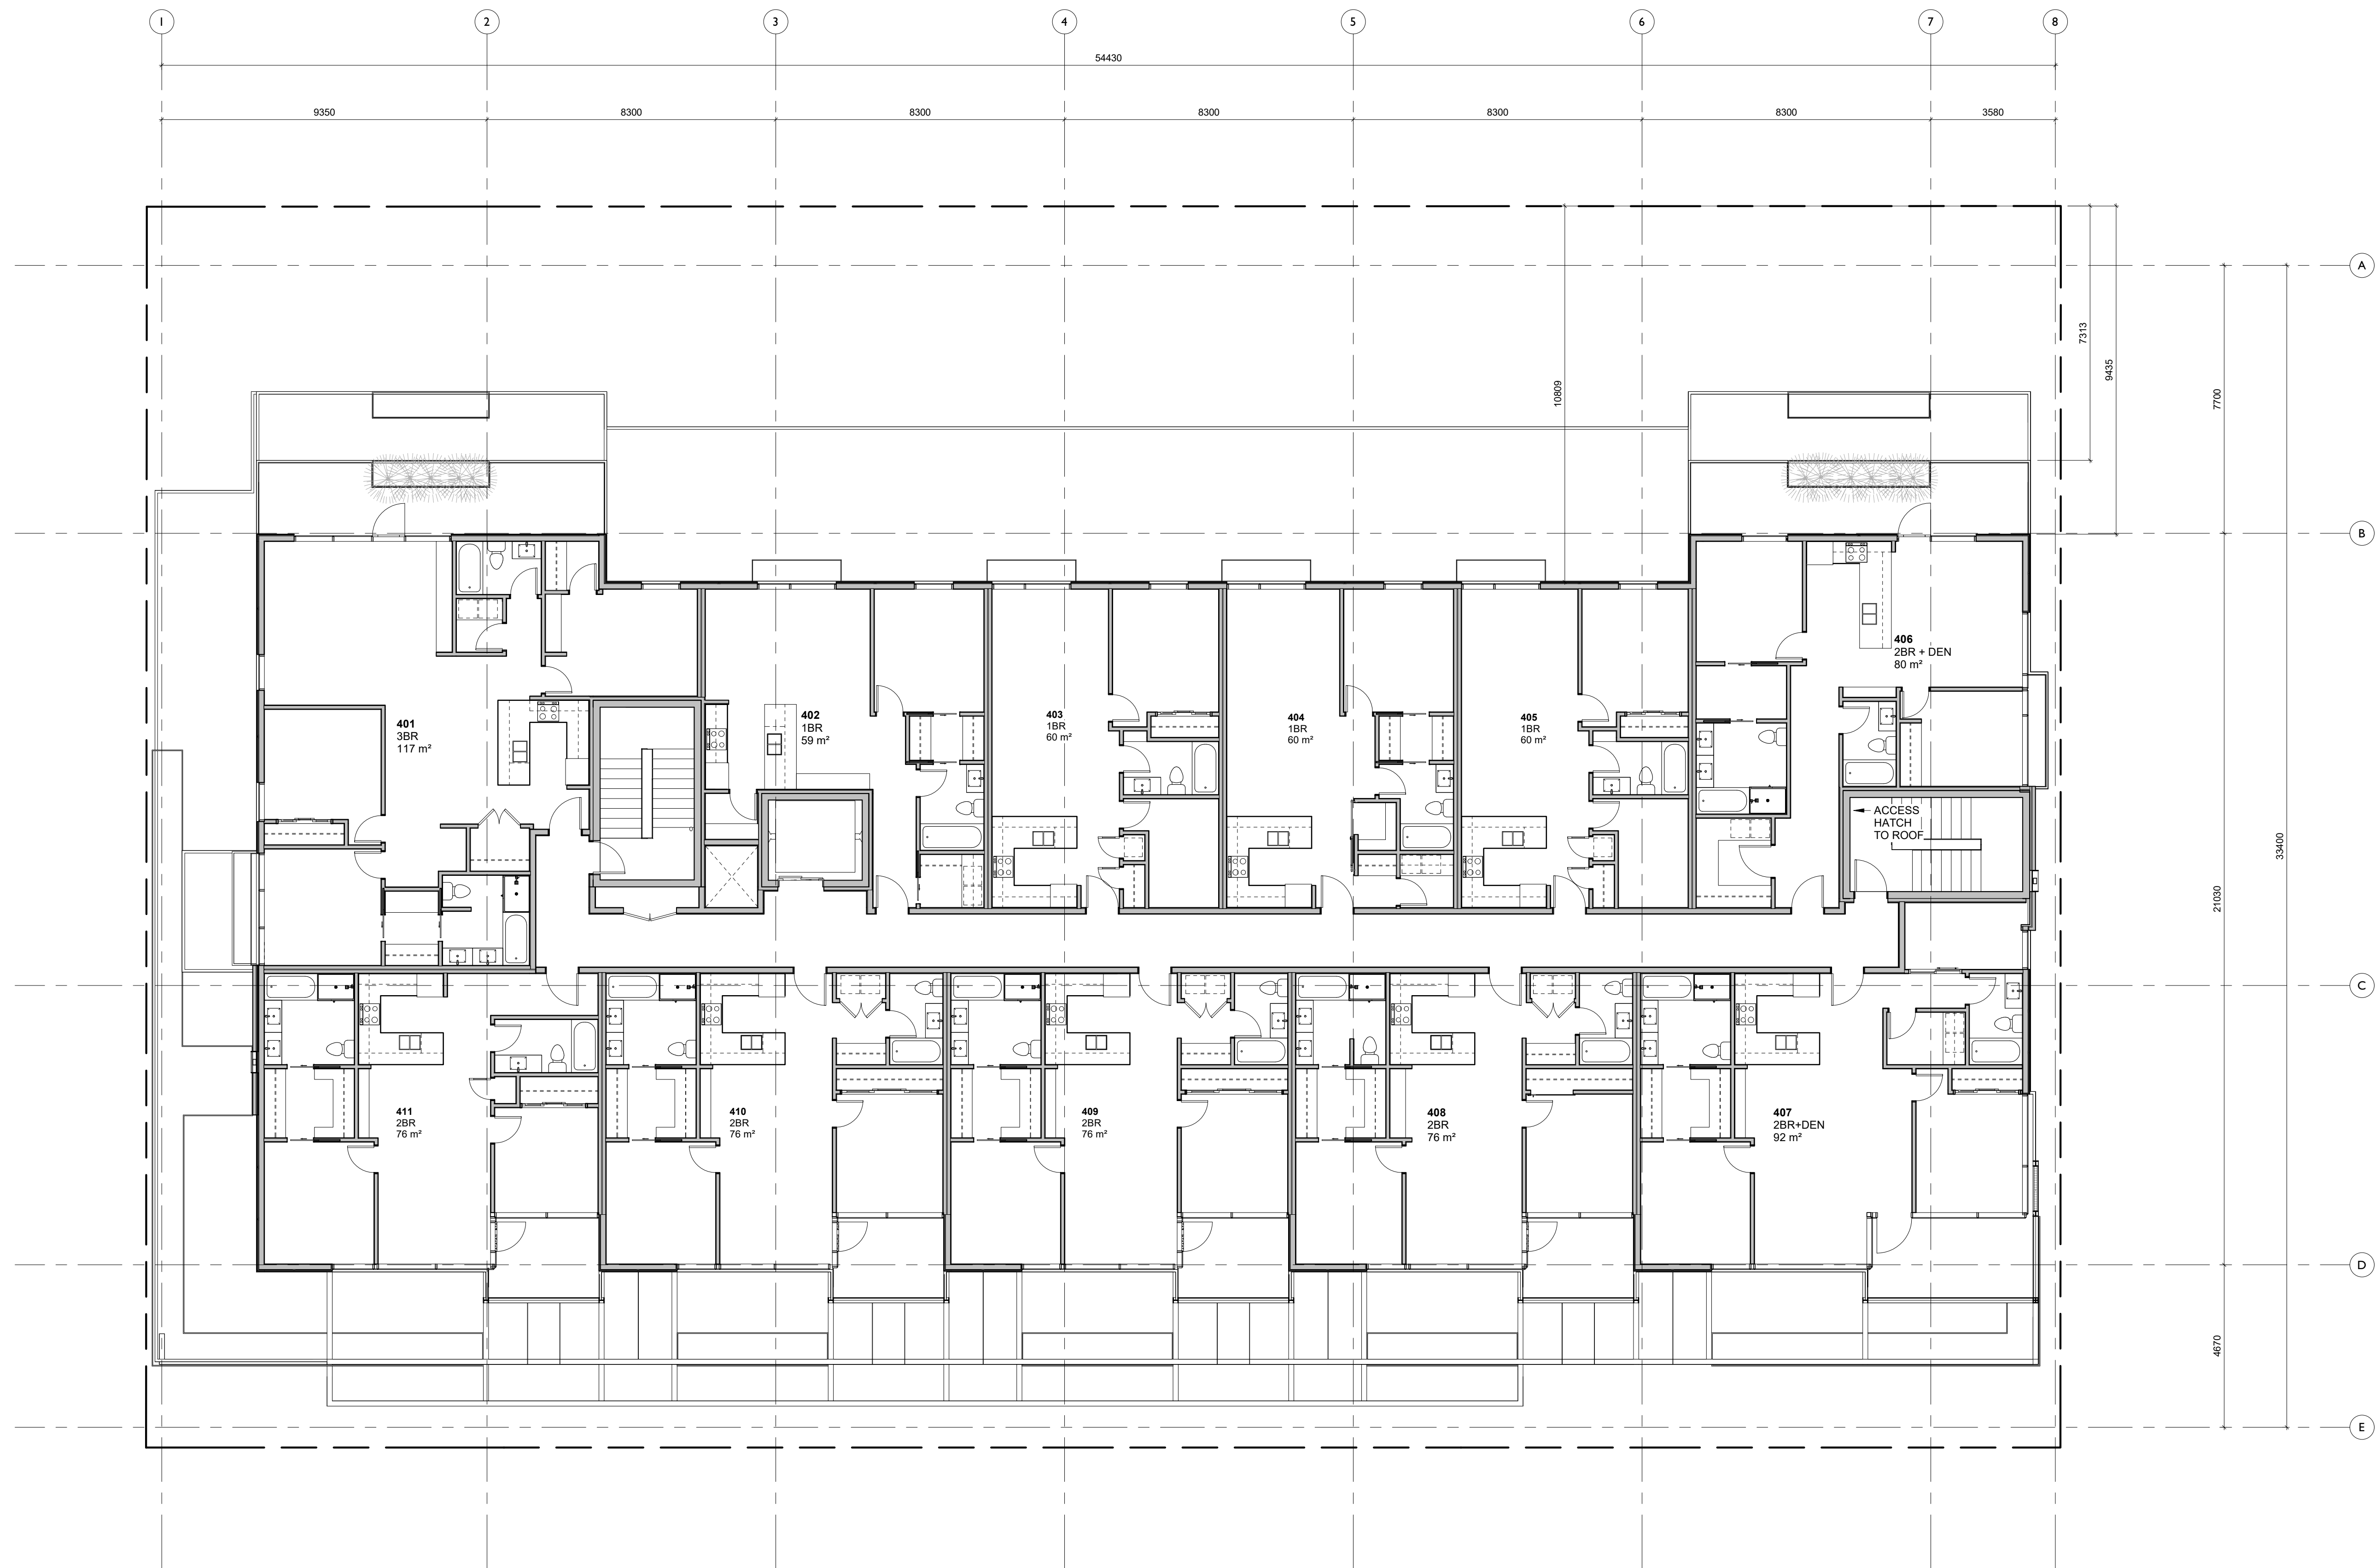 1 2 3 4 5 6 7 8
54430
9350 8300 8300 8300 8300 8300 3580
A
7313
9435
10809
7700
B
406
2BR + DEN
80 m²
401
3BR
117 m²
402
1BR
59 m²
403
1BR
60 m²
404
1BR
60 m²
405
1BR
60 m²
ACCESS
HATCH
TO ROOF
33400
21030
C
411
2BR
76 m²
410
2BR
76 m²
409
2BR
76 m²
408
2BR
76 m²
407
2BR+DEN
92 m²
D
4670
E